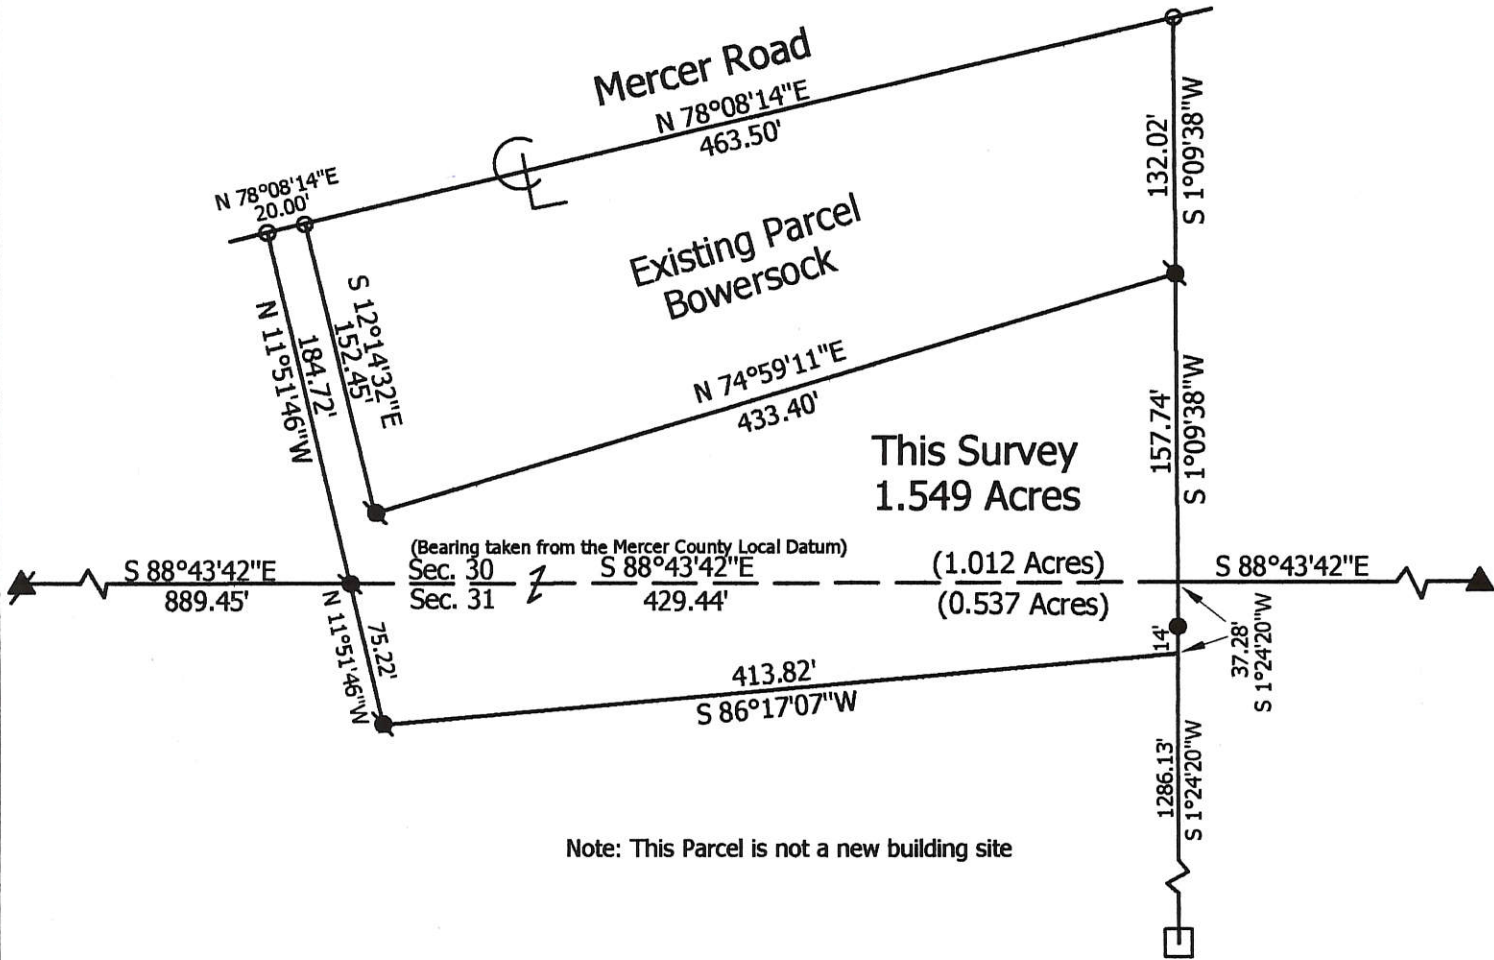 Mercer Road
N 78°08'14"E
463.50'
N 78°08'14"E
20.00'
132.02'
S 1°09'38"W
Existing Parcel
Bowersock
S 12°14'32"E
152.45'
184.72'
N 11°51'46"W
N 74°59'11"E
433.40'
157.74'
S 1°09'38"W
This Survey
1.549 Acres
(Bearing taken from the Mercer County Local Datum)
S 88°43'42"E
889.45'
Sec. 30
Sec. 31
S 88°43'42"E
429.44'
(1.012 Acres)
(0.537 Acres)
S 88°43'42"E
75.22'
N 11°51'46"W
14'
37.28'
S 1°24'20"W
413.82'
S 86°17'07"W
1286.13'
S 1°24'20"W
Note: This Parcel is not a new building site